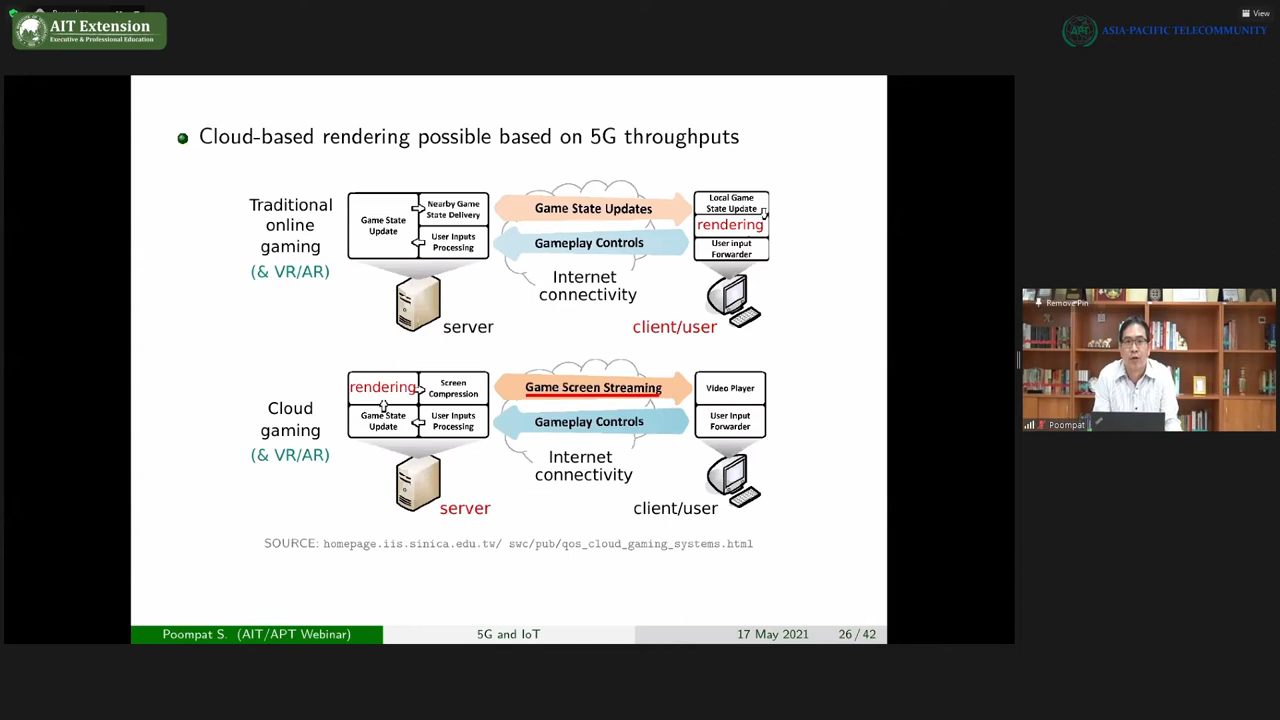 AIT Extension
Executive & Professional Education
View
ASIA-PACIFIC TELECOMMUNITY
Cloud-based rendering possible based on 5G throughputs
Traditional
online
gaming
(& VR/AR)
Game State
Update
Nearby Game
State Delivery
User Inputs
Processing
Game State Updates
Gameplay Controls
Internet
connectivity
Local Game
State Update
rendering
User input
Forwarder
server
client/user
Cloud
gaming
(& VR/AR)
rendering
Screen
Compression
Game State
Update
User Inputs
Processing
Game Screen Streaming
Gameplay Controls
Internet
connectivity
Video Player
User Input
Forwarder
server
client/user
SOURCE: homepage.iis.sinica.edu.tw/ swc/pub/qos_cloud_gaming_systems.html
Poompat S. (AIT/APT Webinar) 5G and IoT 17 May 2021 26 / 42
Remove Pin
Poompat